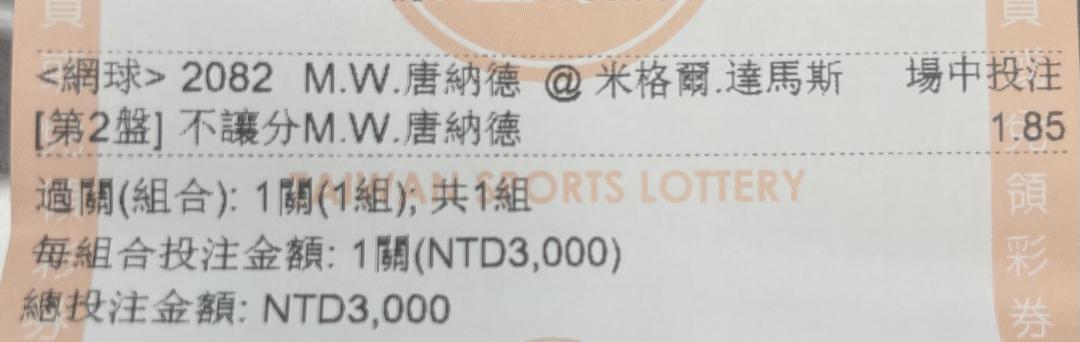 <網球> 2082 M.W.唐納德 @ 米格爾.達馬斯 場中投注
[第2盤] 不讓分M.W.唐納德 1.85
TAIWAN SPORTS LOTTERY
過關(組合): 1關(1組); 共1組
每組合投注金額: 1關(NTD3,000)
總投注金額: NTD3,000
領彩券